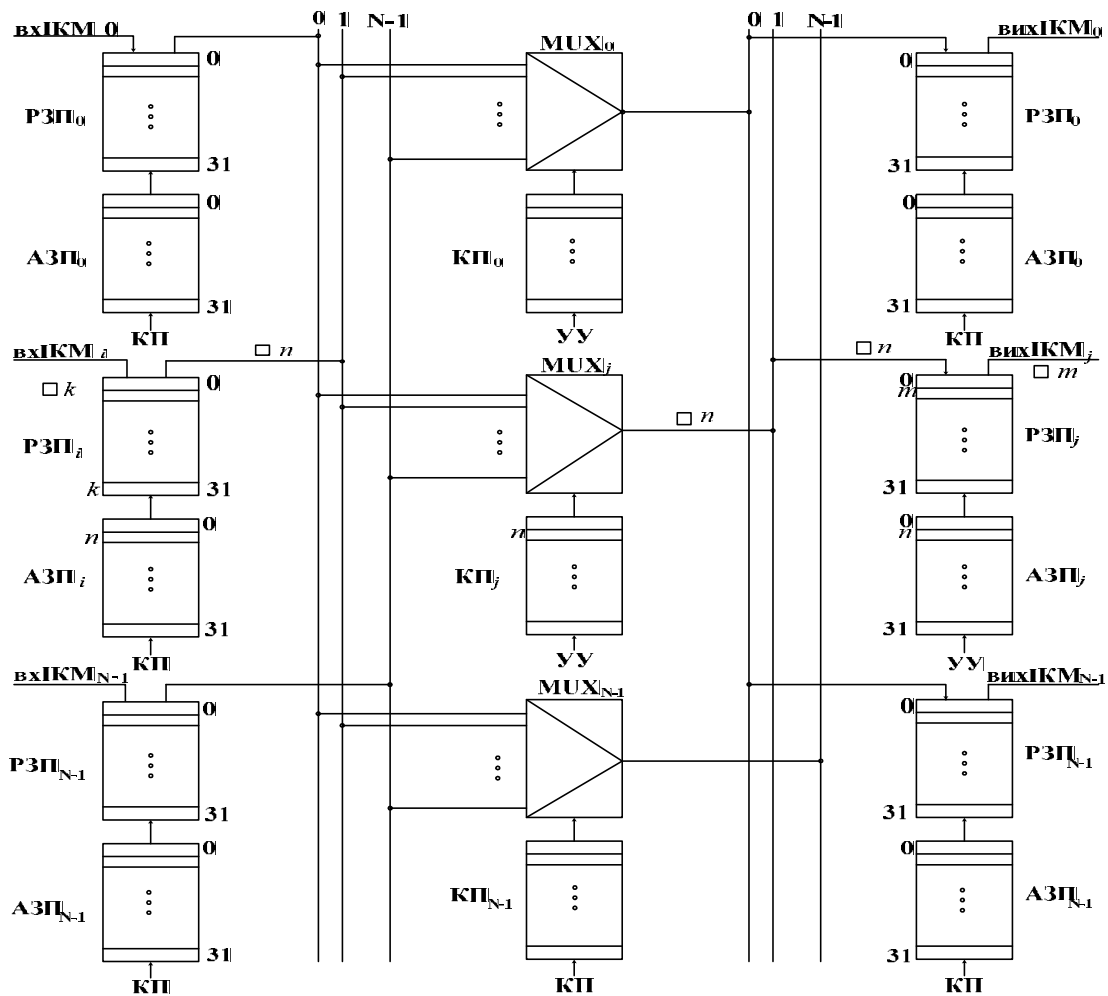 0 1 N-1 0 1 N-1
вхІКМ 0 MUX0 вихІКМ0
0 0
РЗП0 РЗП0
31 31
0 0
АЗП0 КП0 АЗП0
31 31
КП УУ КП
вхІКМ i □ n MUXj □ n вихІКМj
□ k 0 0 □ m
m
□ n
РЗПi РЗПj
k 31 31
0 0
n n n
АЗПi КПj АЗПj
31 31
КП УУ УУ
вхІКМN-1 MUXN-1 вихІКМN-1
0 0
РЗПN-1 РЗПN-1
31 31
0 0
АЗПN-1 КПN-1 АЗПN-1
31 31
КП КП КП